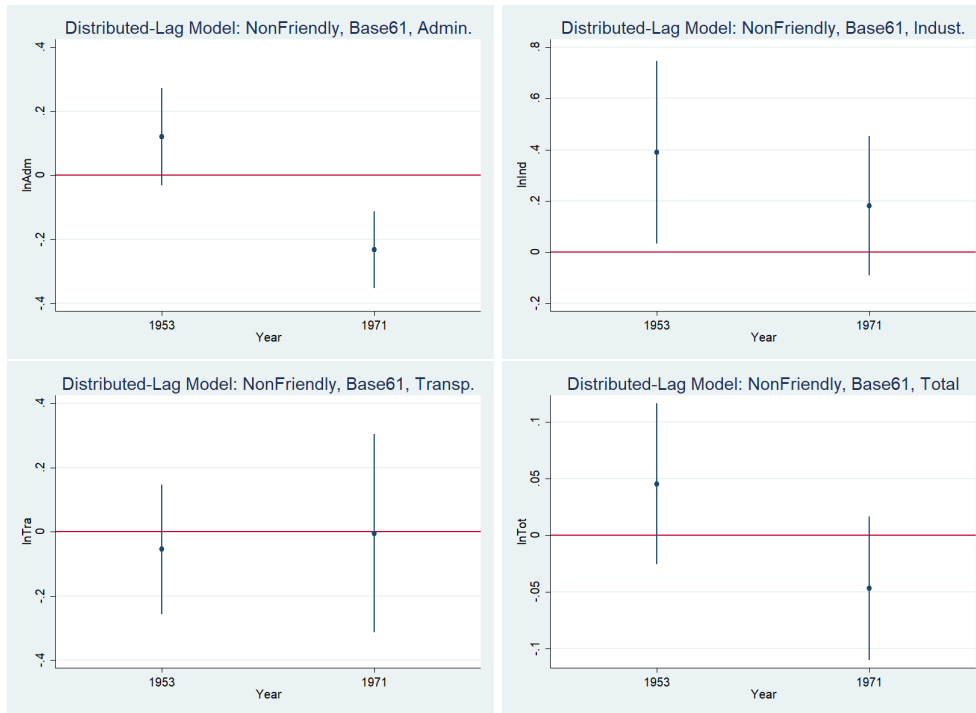 Distributed-Lag Model: NonFriendly, Base61, Admin.
.4
.2
0
-.2
-.4
lnAdm
1953
1971
Year
Distributed-Lag Model: NonFriendly, Base61, Indust.
.8
.6
.4
.2
0
-.2
lnInd
1953
1971
Year
Distributed-Lag Model: NonFriendly, Base61, Transp.
.4
.2
0
-.2
-.4
lnTra
1953
1971
Year
Distributed-Lag Model: NonFriendly, Base61, Total
.1
.05
0
-.05
-.1
lnTot
1953
1971
Year